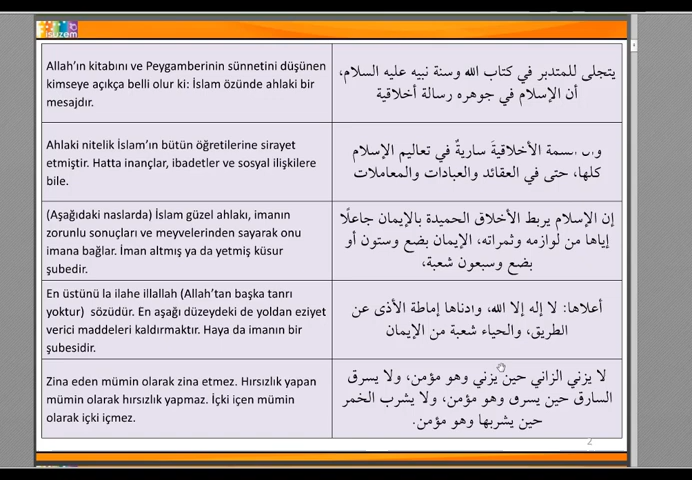 isuzem
Allah'ın kitabını ve Peygamberinin sünnetini düşünen
kimseye açıkça belli olur ki: İslam özünde ahlaki bir
mesajdır.
يتجلى للمتدبر في كتاب الله وسنة نبيه عليه السلام،
أن الإسلام في جوهره رسالة أخلاقية
Ahlaki nitelik İslam'ın bütün öğretilerine sirayet
etmiştir. Hatta inançlar, ibadetler ve sosyal ilişkilere
bile.
الأخلاقيةَ ساريةٌ في تعاليم الإسلام
كلها، حتى في العقائد والعبادات والمعاملات
(Aşağıdaki naslarda) İslam güzel ahlakı, imanın
zorunlu sonuçları ve meyvelerinden sayarak onu
imana bağlar. İman altmış ya da yetmiş küsur
şubedir.
إن الإسلام يربط الأخلاق الحميدة بالإيمان جاعلًا
إياها من لوازمه وثمراته، الإيمان بضع وستون أو
بضع وسبعون شعبة،
En üstünü la ilahe illallah (Allah'tan başka tanrı
yoktur) sözüdür. En aşağı düzeydeki de yoldan eziyet
verici maddeleri kaldırmaktır. Haya da imanın bir
şubesidir.
أعلاها: لا إله إلا الله، وادناها إماطة الأذى عن
الطريق، والحياء شعبة من الإيمان
Zina eden mümin olarak zina etmez. Hırsızlık yapan
mümin olarak hırsızlık yapmaz. İçki içen mümin
olarak içki içmez.
لا يزني الزاني حين يزني وهو مؤمن، ولا يسرق
السارق حين يسرق وهو مؤمن، ولا يشرب الخمر
حين يشربها وهو مؤمن.
2